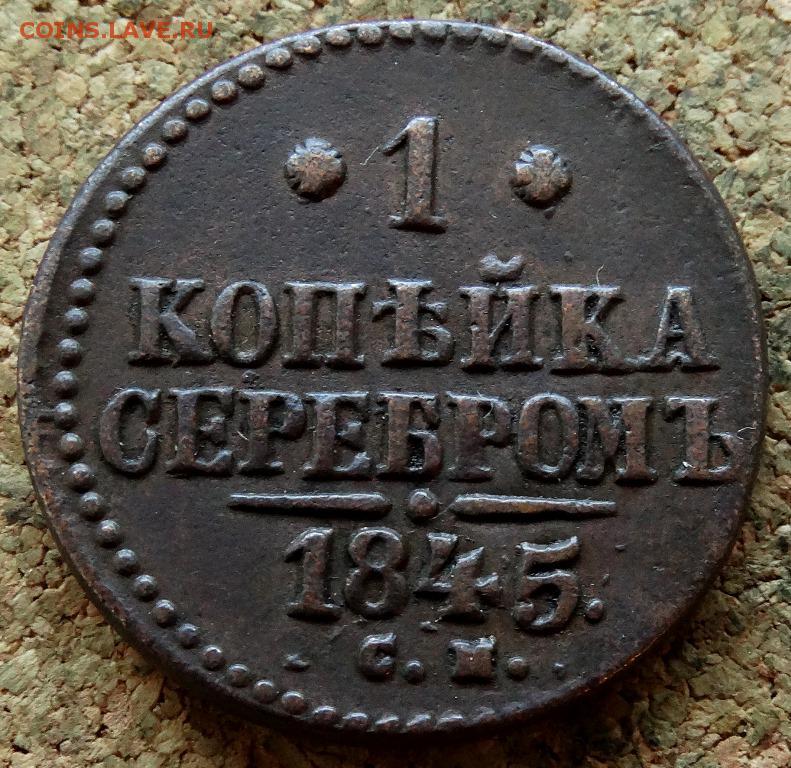 COINS.LAVE.RU
1
КОПѢЙКА
СЕРЕБРОМЪ
1845.
С. М.